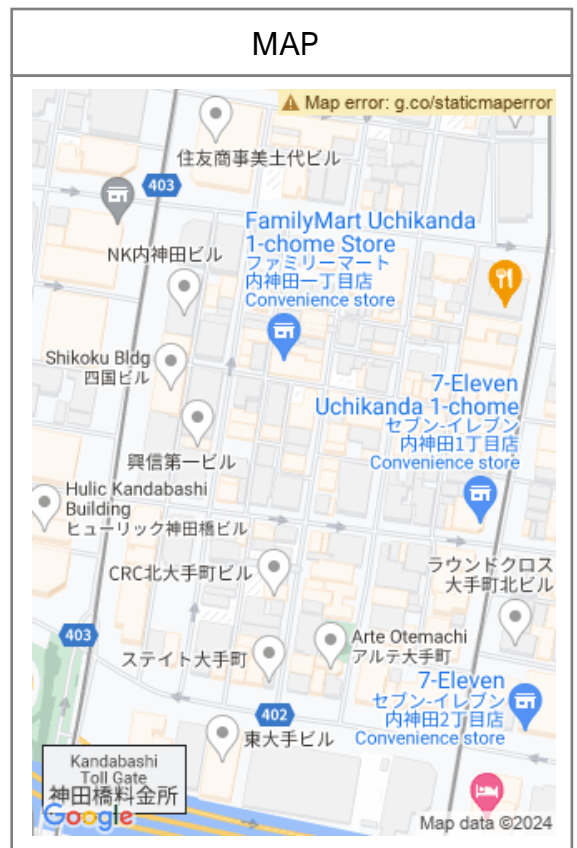 MAP
Map error: g.co/staticmaperror
住友商事美土代ビル
403
FamilyMart Uchikanda
1-chome Store
ファミリーマート
内神田一丁目店
Convenience store
NK内神田ビル
Shikoku Bldg
四国ビル
7-Eleven
Uchikanda 1-chome
セブン-イレブン
内神田1丁目店
Convenience store
興信第一ビル
Hulic Kandabashi
Building
ヒューリック神田橋ビル
CRC北大手町ビル
ラウンドクロス
大手町北ビル
403
Arte Otemachi
アルテ大手町
ステイト大手町
7-Eleven
セブン-イレブン
内神田2丁目店
Convenience store
402
東大手ビル
Kandabashi
Toll Gate
神田橋料金所
Google
Map data ©2024